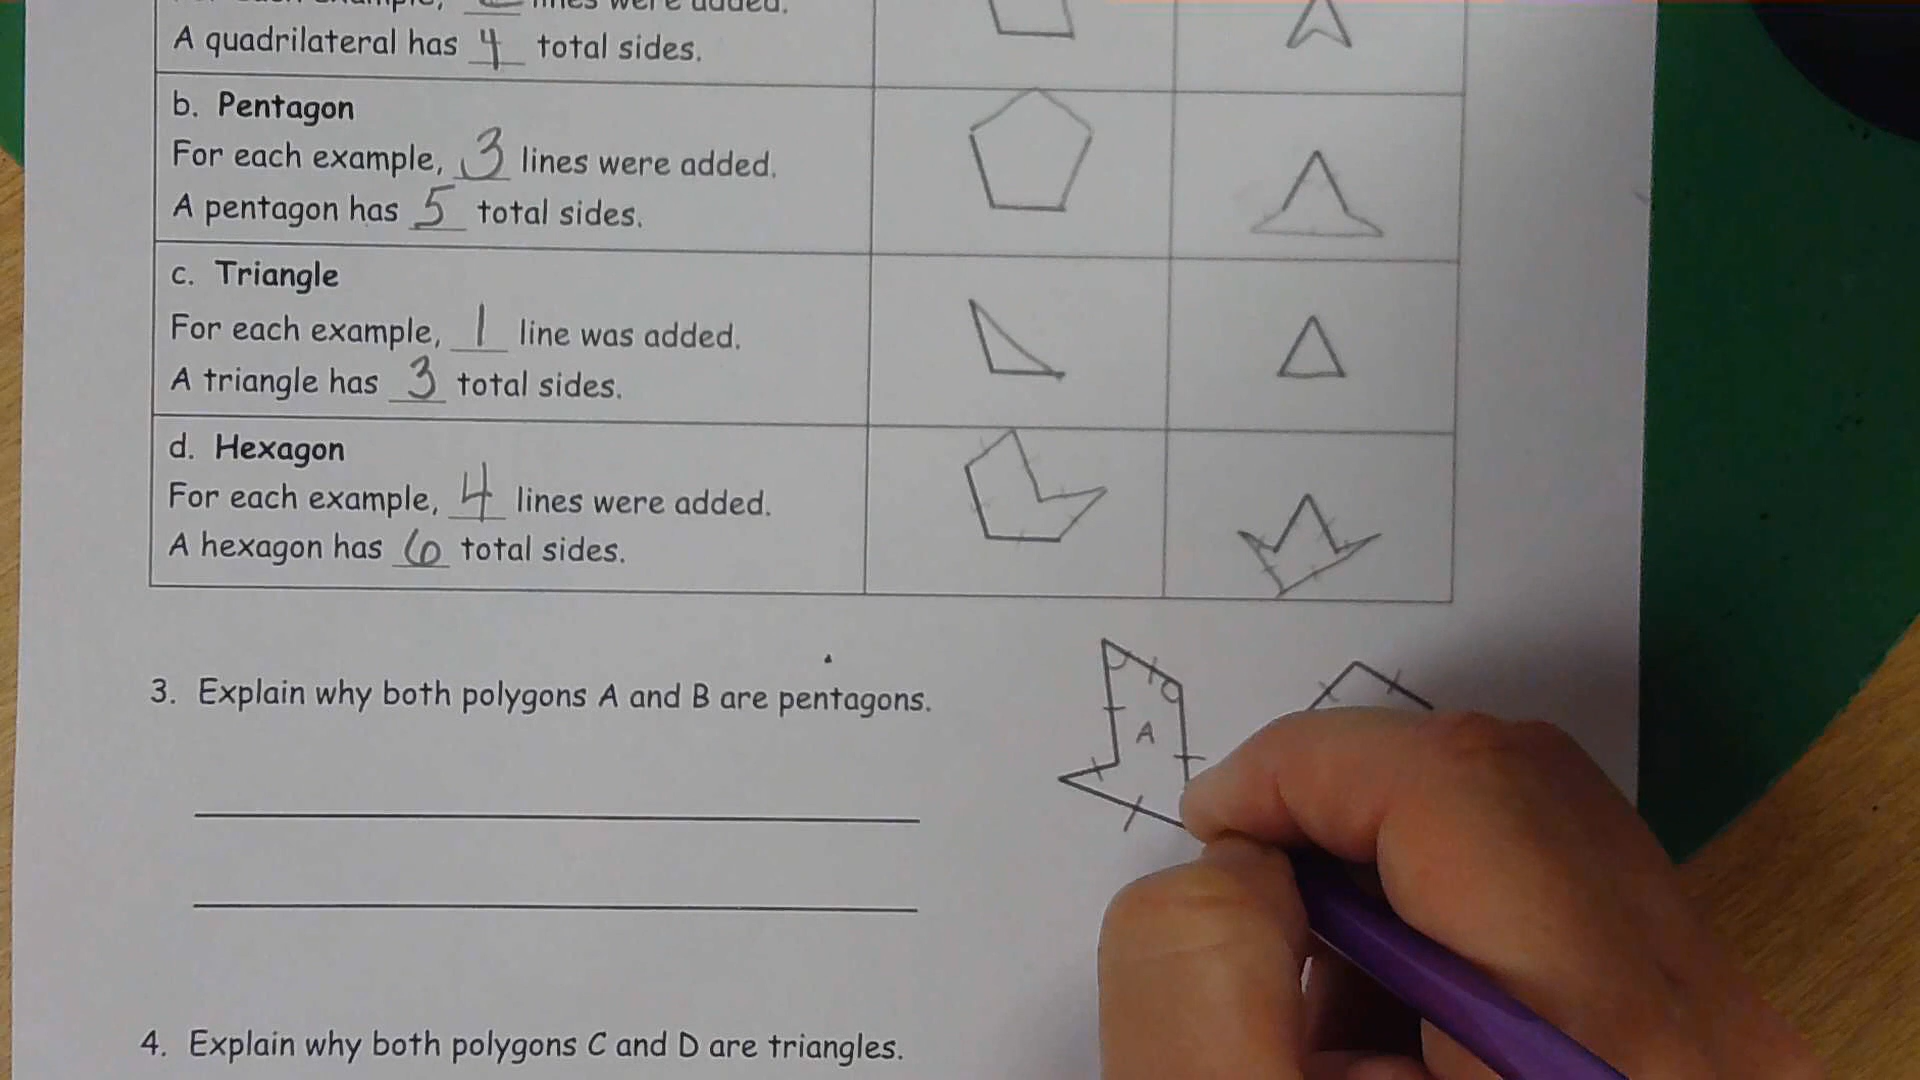 lines were added.
A quadrilateral has 4 total sides.
b. Pentagon
For each example, 3 lines were added.
A pentagon has 5 total sides.
c. Triangle
For each example, 1 line was added.
A triangle has 3 total sides.
d. Hexagon
For each example, 4 lines were added.
A hexagon has 6 total sides.
3. Explain why both polygons A and B are pentagons.
A
4. Explain why both polygons C and D are triangles.